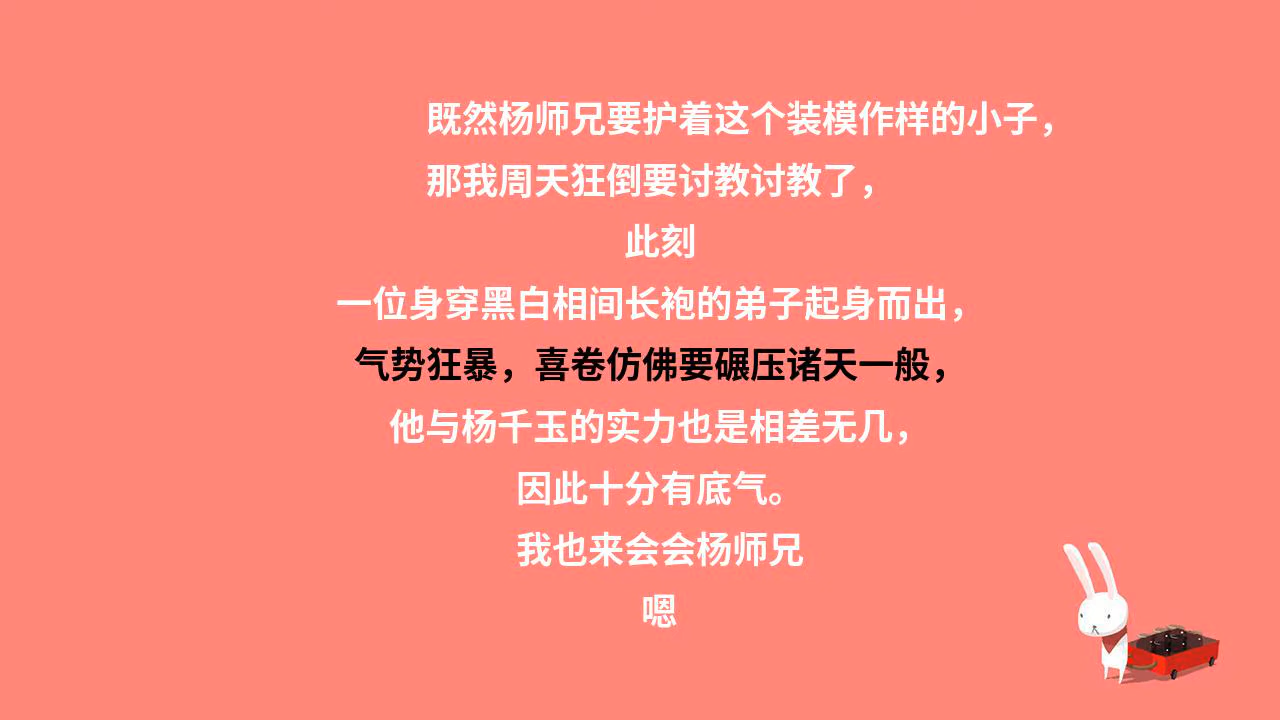 既然杨师兄要护着这个装模作样的小子，
那我周天狂倒要讨教讨教了，
此刻
一位身穿黑白相间长袍的弟子起身而出，
气势狂暴，喜卷仿佛要碾压诸天一般，
他与杨千玉的实力也是相差无几，
因此十分有底气。
我也来会会杨师兄
嗯